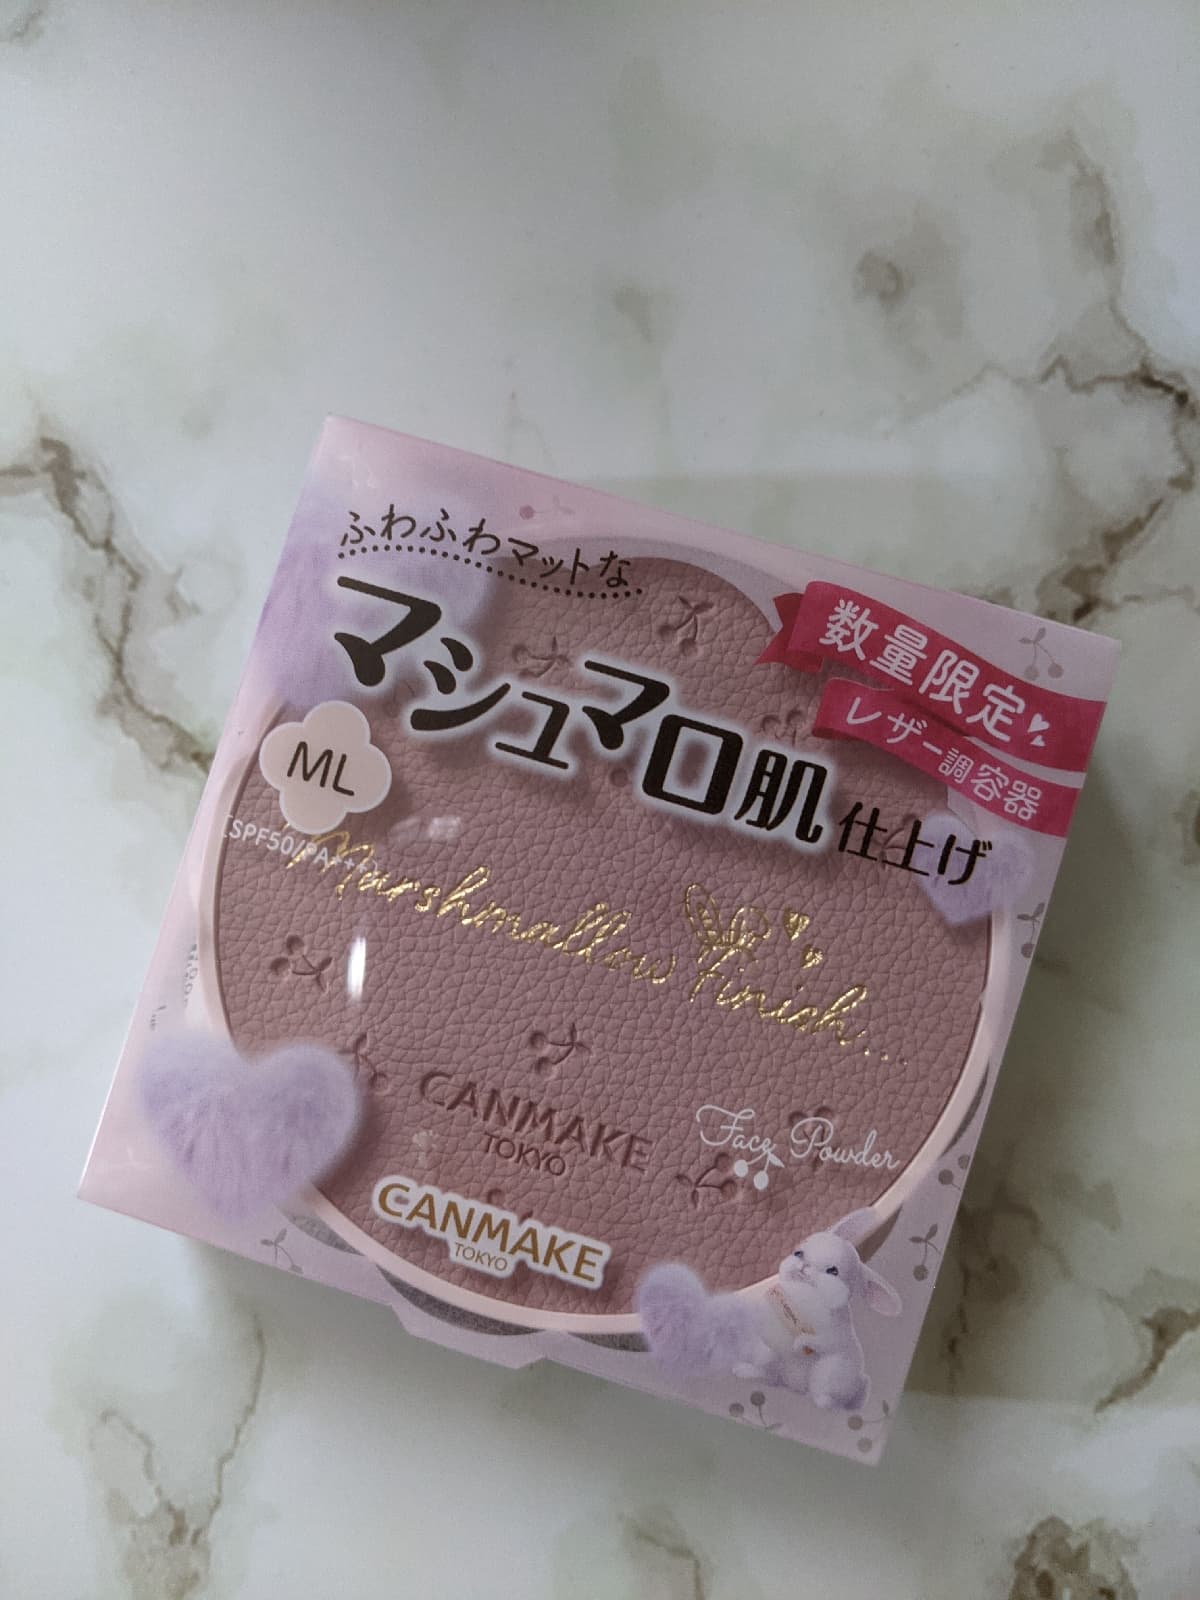 ふわふわマットな
マシュマロ肌 仕上げ
数量限定
レザー調容器
ML
[SPF50/PA+++]
Marshmallow Finish...
CANMAKE
TOKYO
Face Powder
CANMAKE
TOKYO